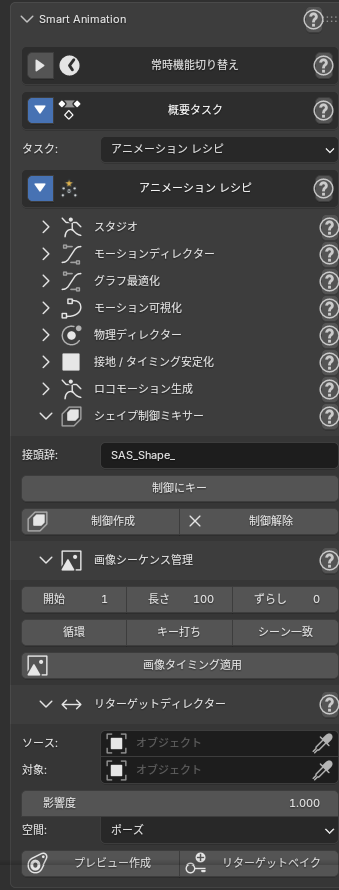 Smart Animation
常時機能切り替え
概要タスク
タスク: アニメーション レシピ
アニメーション レシピ
スタジオ
モーションディレクター
グラフ最適化
モーション可視化
物理ディレクター
接地 / タイミング安定化
ロコモーション生成
シェイプ制御ミキサー
接頭辞: SAS_Shape_
制御にキー
制御作成 制御解除
画像シーケンス管理
開始 1 長さ 100 ずらし 0
循環 キー打ち シーン一致
画像タイミング適用
リターゲットディレクター
ソース: オブジェクト
対象: オブジェクト
影響度 1.000
空間: ポーズ
プレビュー作成 リターゲットベイク